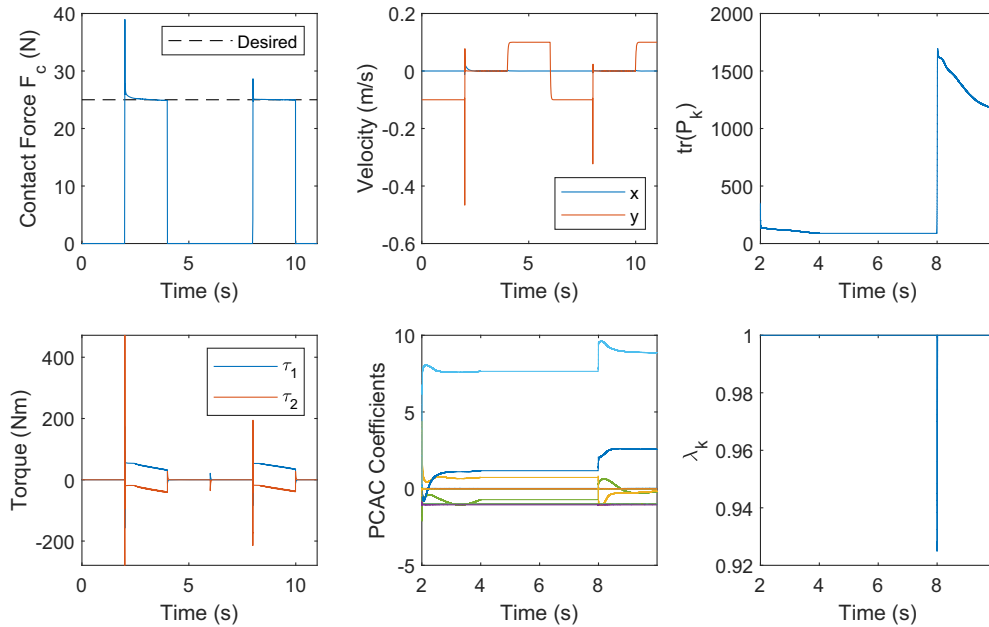 Contact Force F_c (N)
40
30
20
10
0
Desired
0
5
10
Time (s)
Velocity (m/s)
0.2
0
-0.2
-0.4
-0.6
x
y
0
5
10
Time (s)
tr(P_k)
2000
1500
1000
500
0
2
4
6
8
Time (s)
Torque (Nm)
400
200
0
-200
τ_1
τ_2
0
5
10
Time (s)
PCAC Coefficients
10
5
0
-5
2
4
6
8
Time (s)
λ_k
1
0.98
0.96
0.94
0.92
2
4
6
8
Time (s)